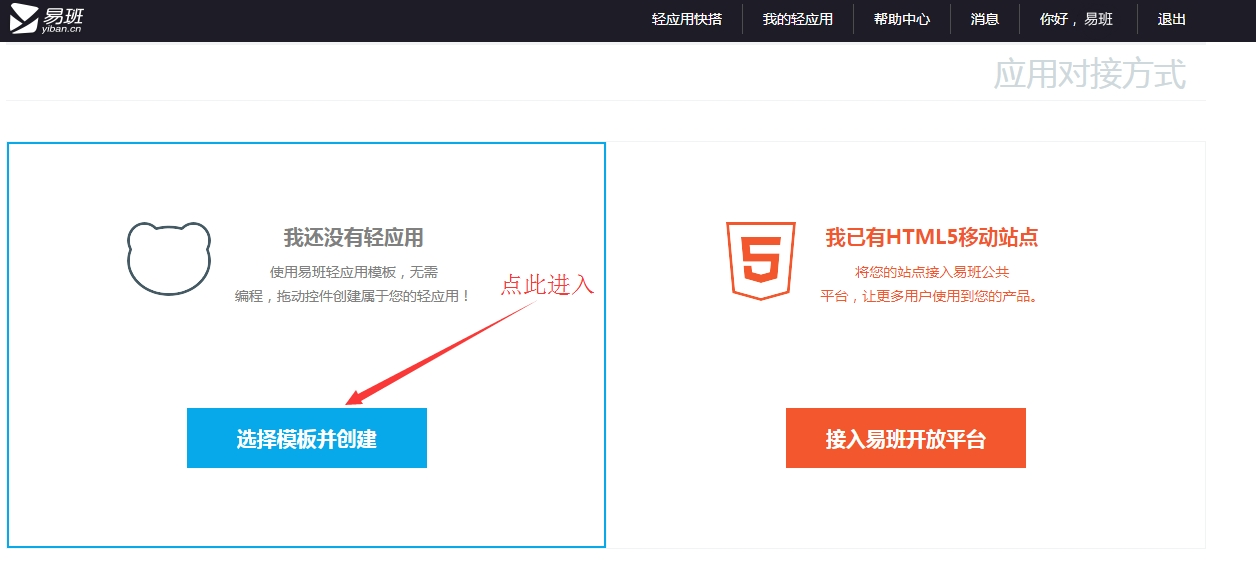 易班
yiban.cn
轻应用快搭
我的轻应用
帮助中心
消息
你好，易班
退出
应用对接方式
我还没有轻应用
使用易班轻应用模板，无需
编程，拖动控件创建属于您的轻应用！
点此进入
选择模板并创建
5
我已有HTML5移动站点
将您的站点接入易班公共
平台，让更多用户使用到您的产品。
接入易班开放平台